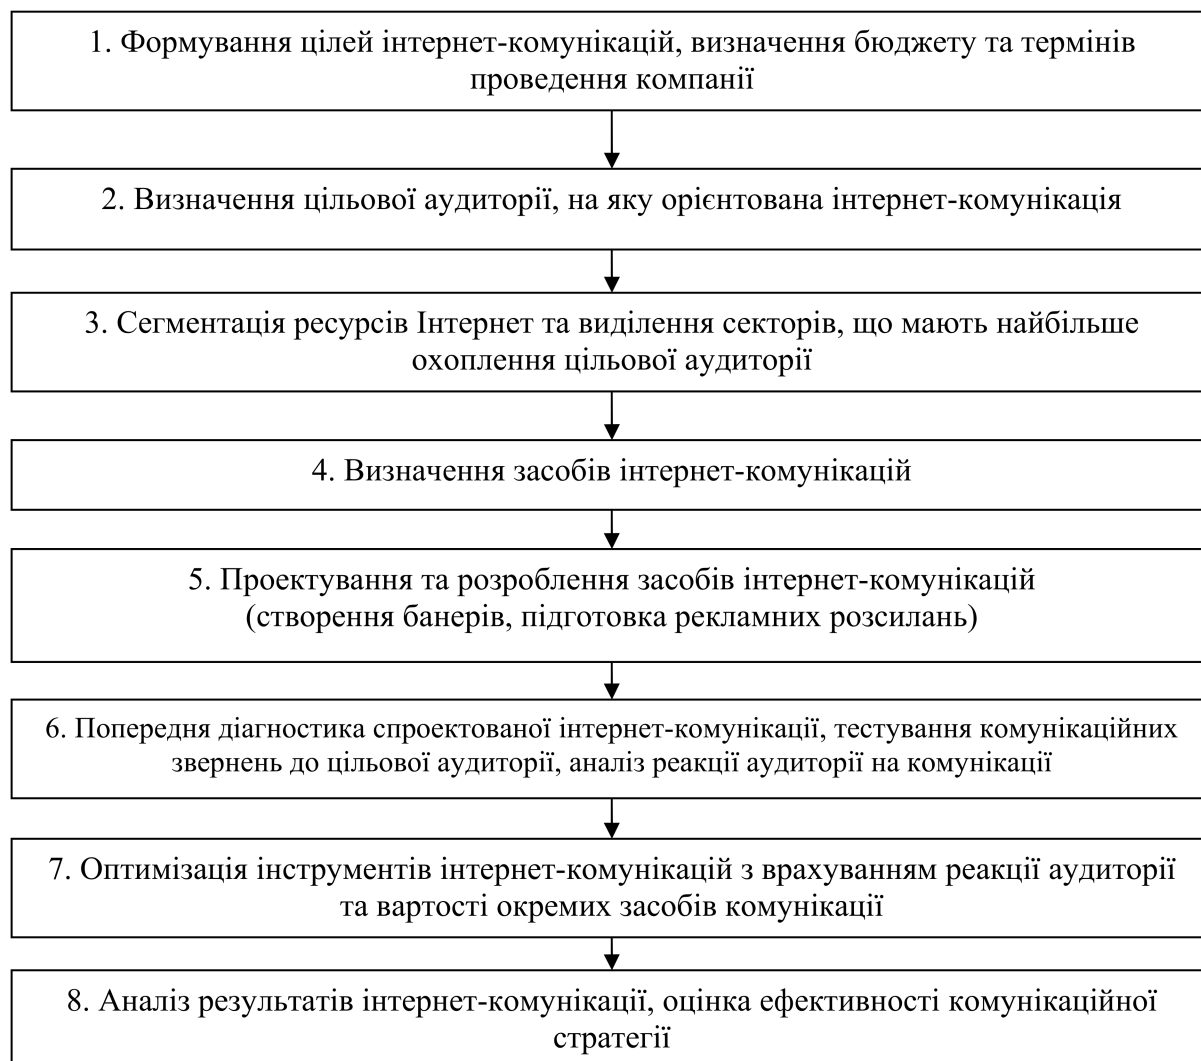 1. Формування цілей інтернет-комунікацій, визначення бюджету та термінів
проведення компанії
2. Визначення цільової аудиторії, на яку орієнтована інтернет-комунікація
3. Сегментація ресурсів Інтернет та виділення секторів, що мають найбільше
охоплення цільової аудиторії
4. Визначення засобів інтернет-комунікацій
5. Проектування та розроблення засобів інтернет-комунікацій
(створення банерів, підготовка рекламних розсилань)
6. Попередня діагностика спроектованої інтернет-комунікації, тестування комунікаційних
звернень до цільової аудиторії, аналіз реакції аудиторії на комунікації
7. Оптимізація інструментів інтернет-комунікацій з врахуванням реакції аудиторії
та вартості окремих засобів комунікації
8. Аналіз результатів інтернет-комунікації, оцінка ефективності комунікаційної
стратегії